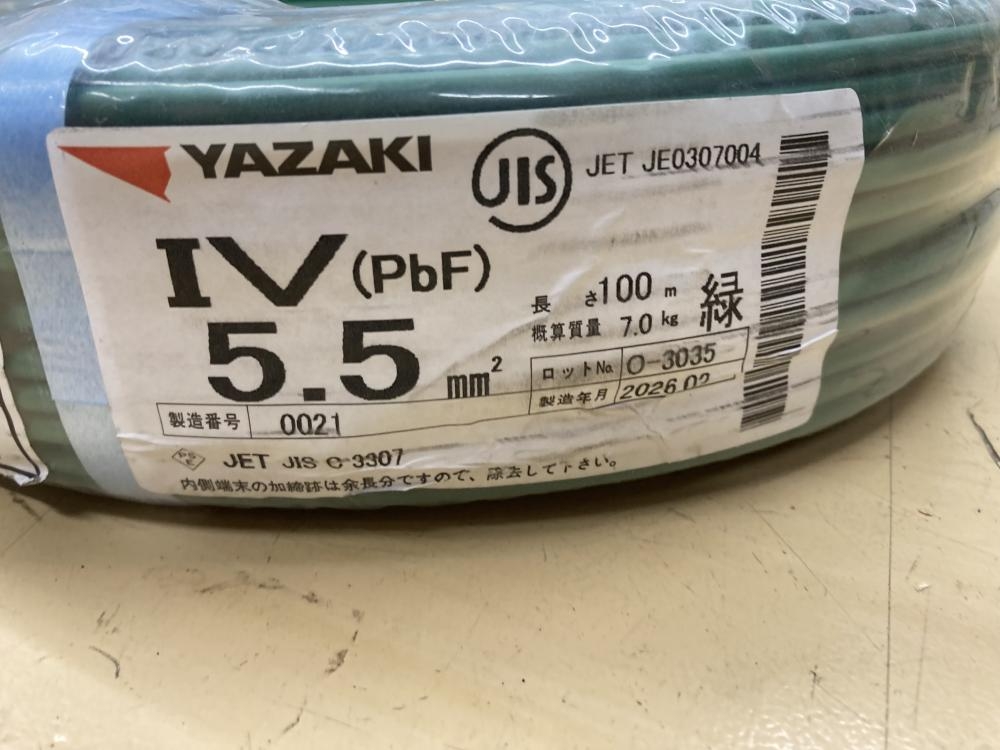 YAZAKI
JIS
JET JE0307004
IV (PbF)
5.5 mm²
長さ 100 m
概算質量 7.0 kg
緑
ロットNo. O-3035
製造年月 2026.02
製造番号 0021
PSE JET JIS C 3307
内側端末の加締跡は余長分ですので、除去して下さい。